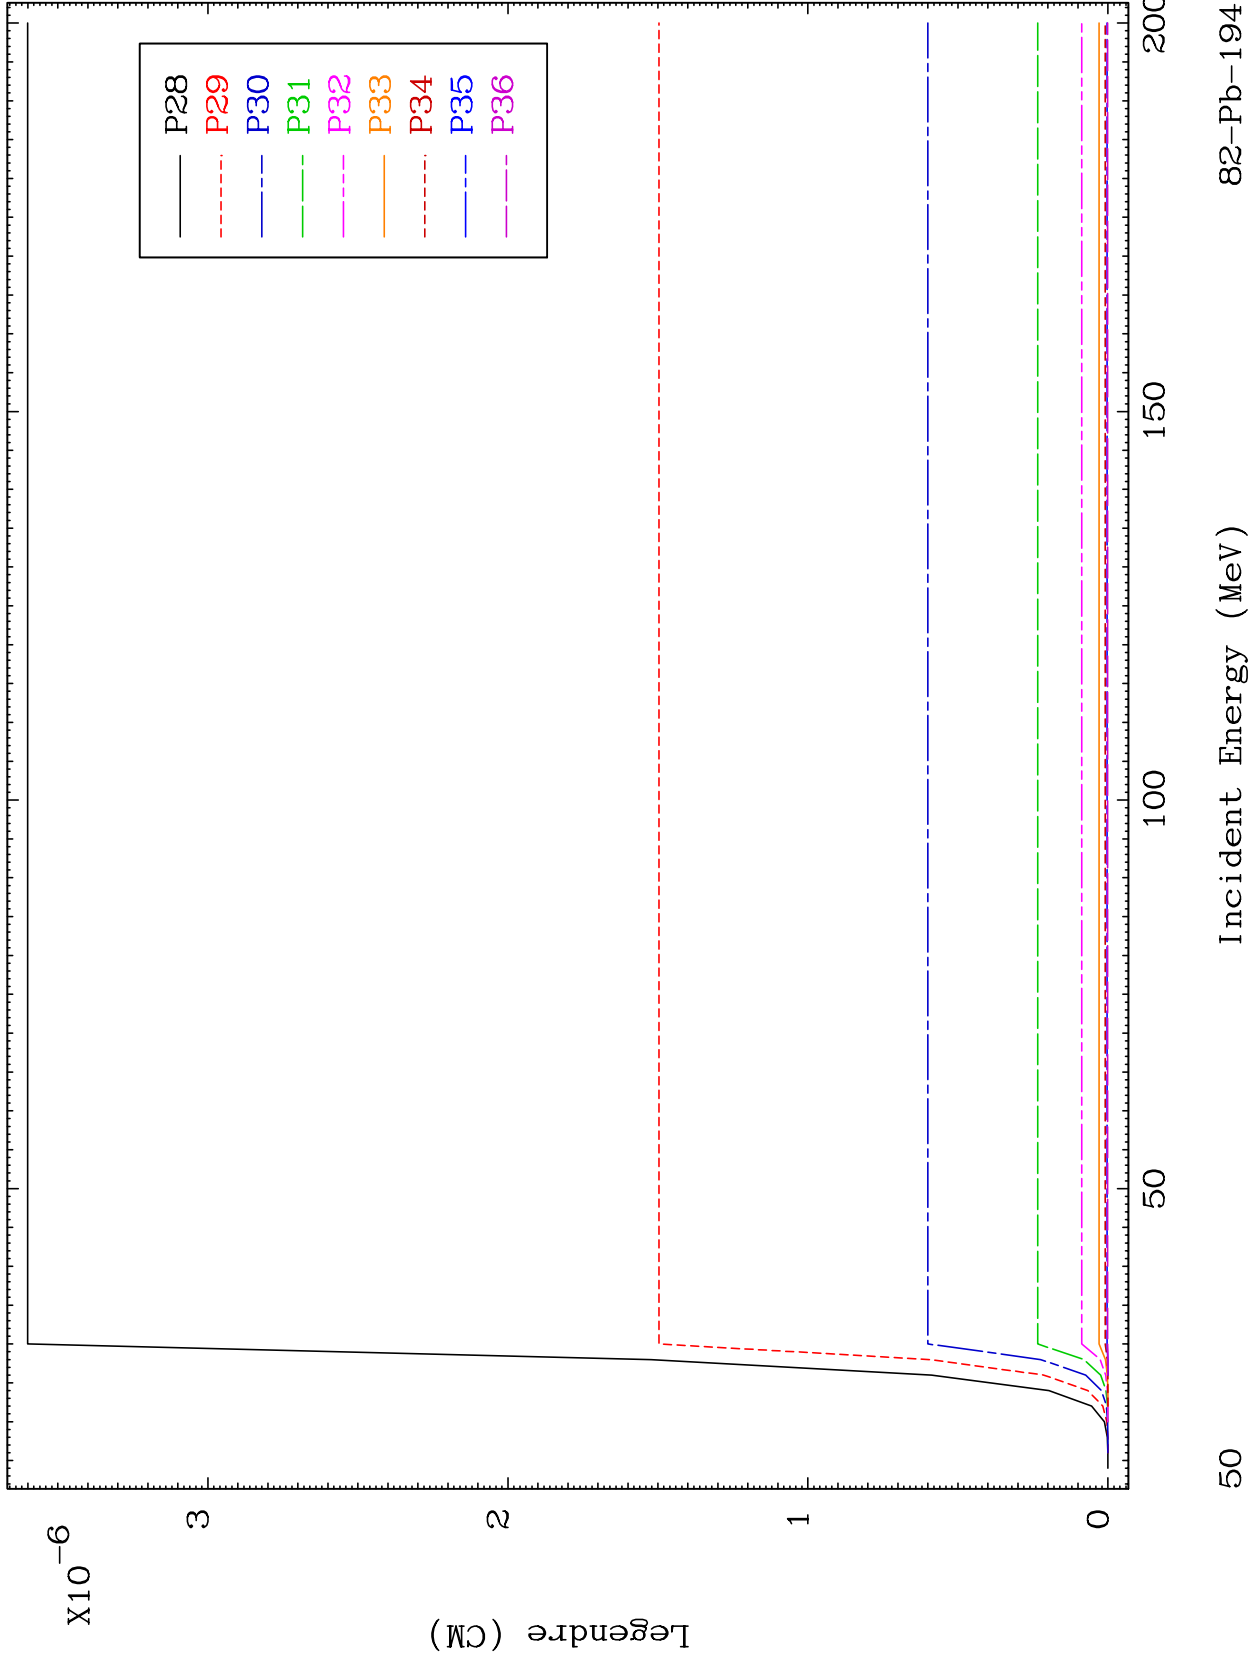 X10-6
3
2
1
0
Legendre (CM)
P28
P29
P30
P31
P32
P33
P34
P35
P36
50
100
150
200
Incident Energy (MeV)
50
82-Pb-194